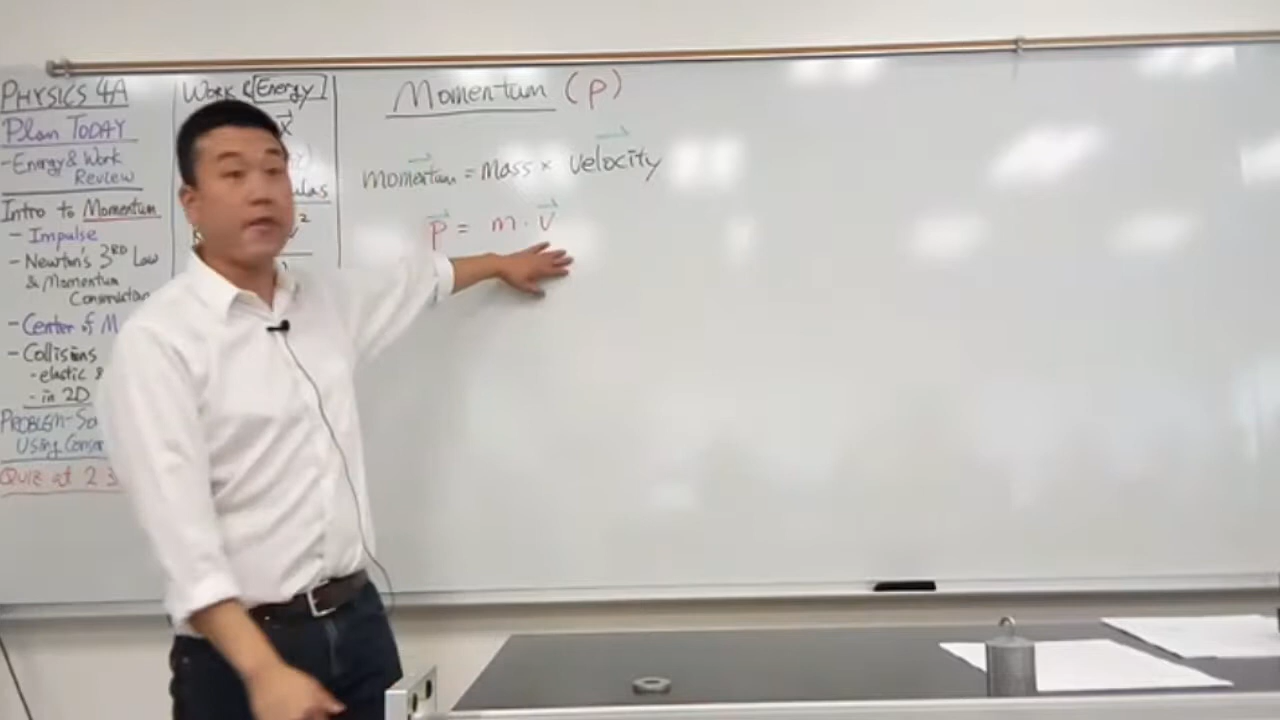 PHYSICS 4A
Plan TODAY
- Energy & Work
Review
Intro to Momentum
- Impulse
- Newton's 3RD Law
& Momentum
Conservation
- Center of M
- Collisions
- elastic &
- in 2D
PROBLEM-So
Using Conser
QUIZ at 2 3
Work & Energy
Momentum (p)
momentum = mass × velocity
p = m · v